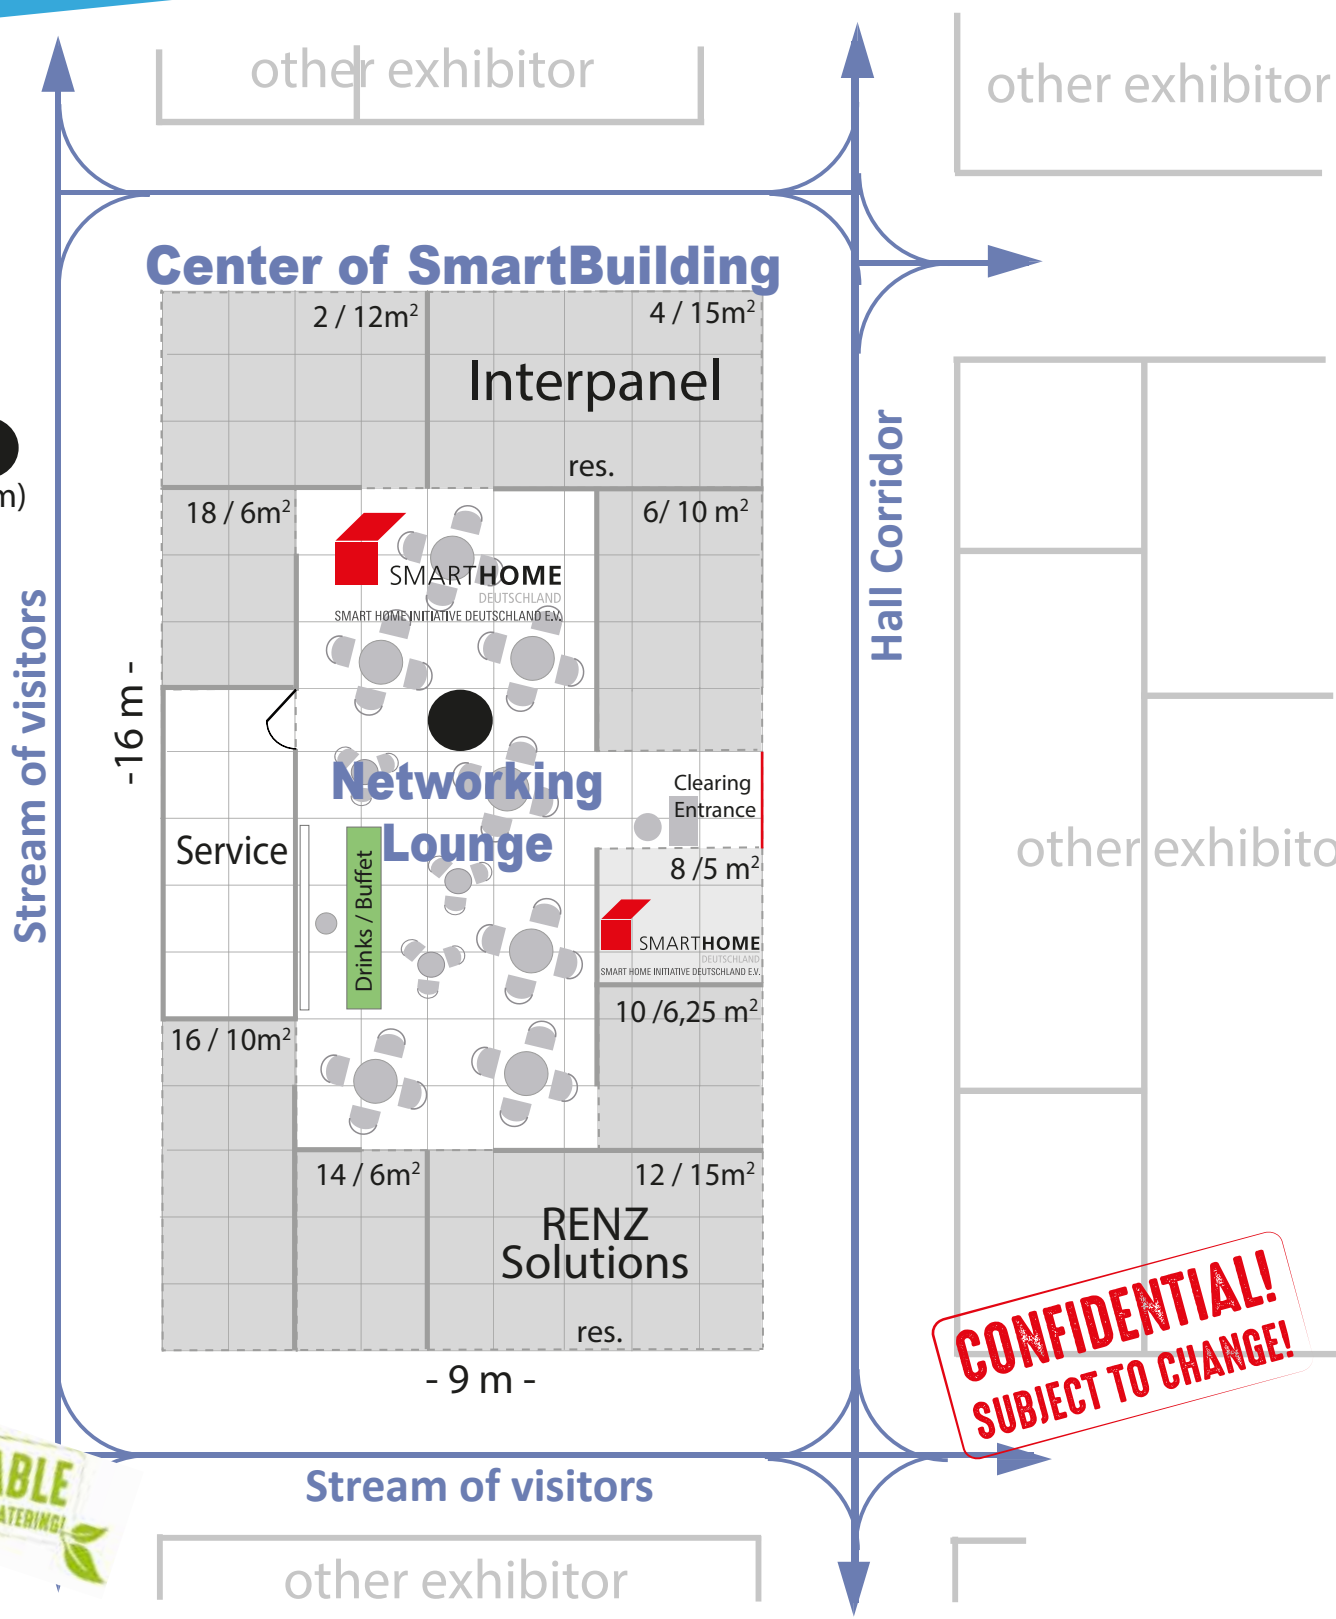 other exhibitor
other exhibitor
Center of SmartBuilding
2 / 12m²
4 / 15m²
Interpanel
res.
m)
18 / 6m²
6/ 10 m²
SMARTHOME
DEUTSCHLAND
SMART HOME INITIATIVE DEUTSCHLAND E.V.
Hall Corridor
Stream of visitors
-16 m -
Networking
Lounge
Clearing
Entrance
Service
Drinks / Buffet
8 /5 m²
SMARTHOME
DEUTSCHLAND
SMART HOME INITIATIVE DEUTSCHLAND E.V.
other exhibito
10 /6,25 m²
16 / 10m²
14 / 6m²
12 / 15m²
RENZ
Solutions
res.
- 9 m -
CONFIDENTIAL!
SUBJECT TO CHANGE!
ABLE
ATERING!
Stream of visitors
other exhibitor